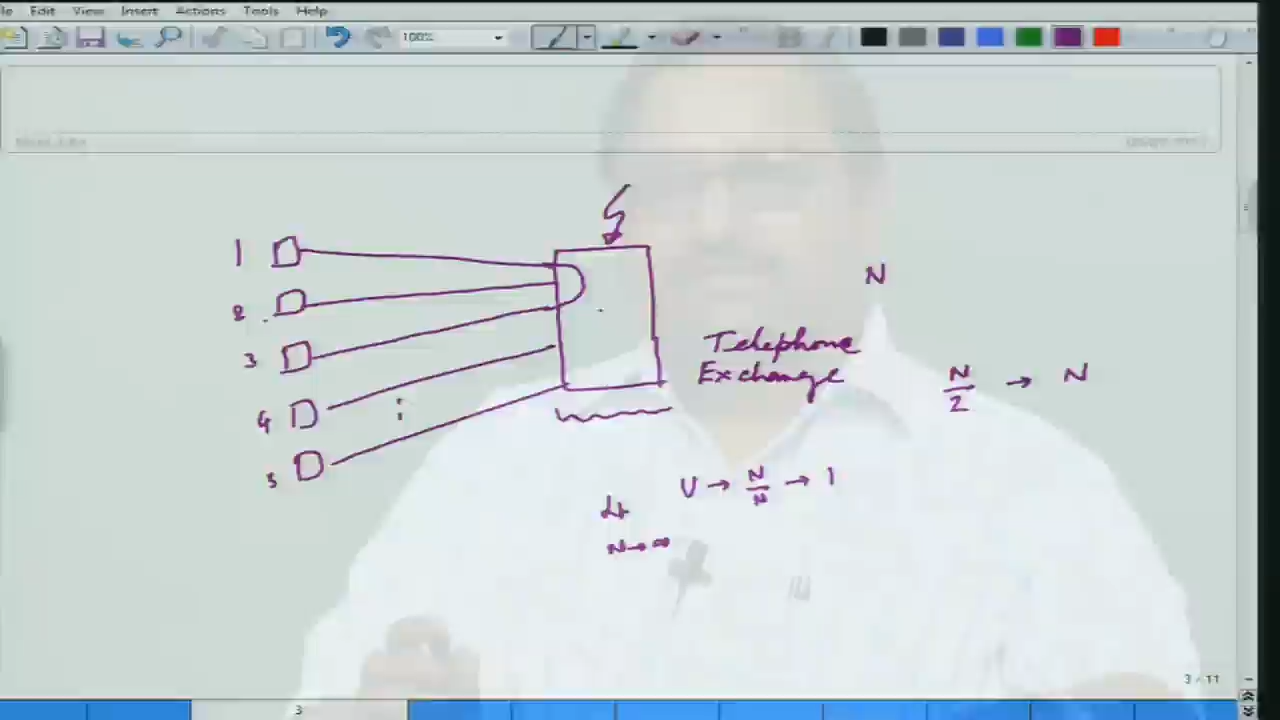 Edit View Insert Actions Tools Help
100%
1
2
3
4
5
N
Telephone
Exchange
N/2 → N
U → N/N → 1
Lt
N→∞
3 / 11
3